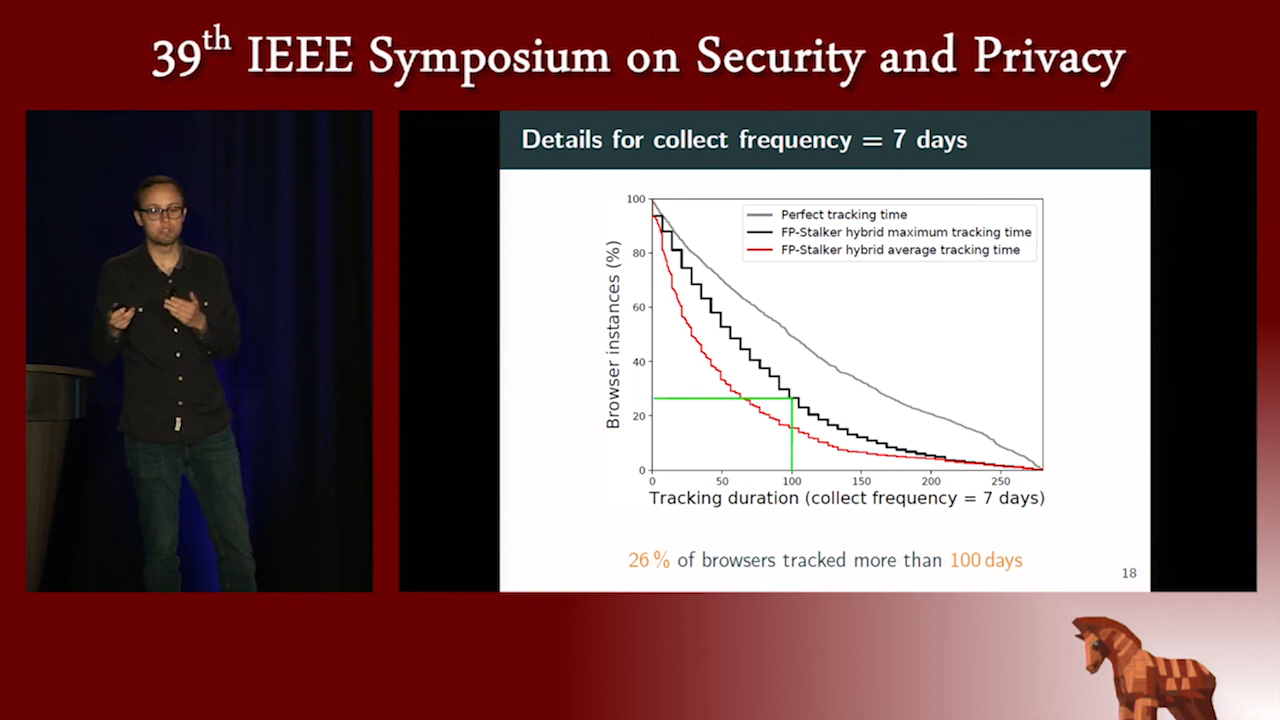 39th IEEE Symposium on Security and Privacy
Details for collect frequency = 7 days
100
80
60
40
20
0
Browser instances (%)
Perfect tracking time
FP-Stalker hybrid maximum tracking time
FP-Stalker hybrid average tracking time
0 50 100 150 200 250
Tracking duration (collect frequency = 7 days)
26 % of browsers tracked more than 100 days
18